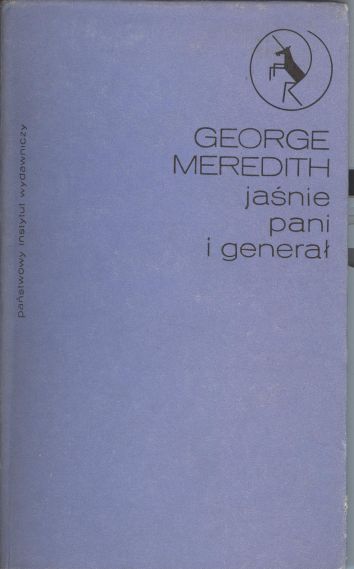 GEORGE
MEREDITH
jaśnie
pani
i generał
państwowy instytut wydawniczy